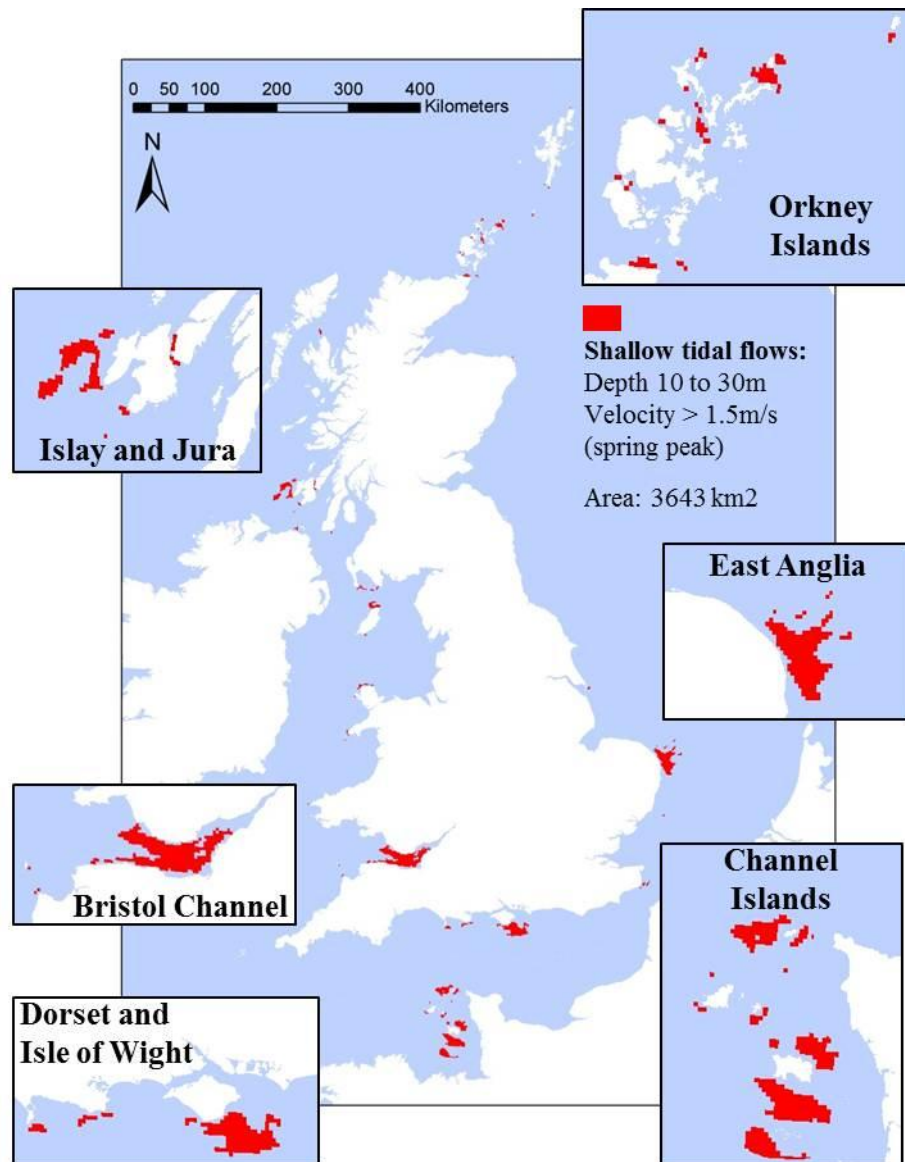 0 50 100 200 300 400
Kilometers
N
Orkney
Islands
Islay and Jura
Shallow tidal flows:
Depth 10 to 30m
Velocity > 1.5m/s
(spring peak)
Area: 3643 km2
East Anglia
Bristol Channel
Channel
Islands
Dorset and
Isle of Wight